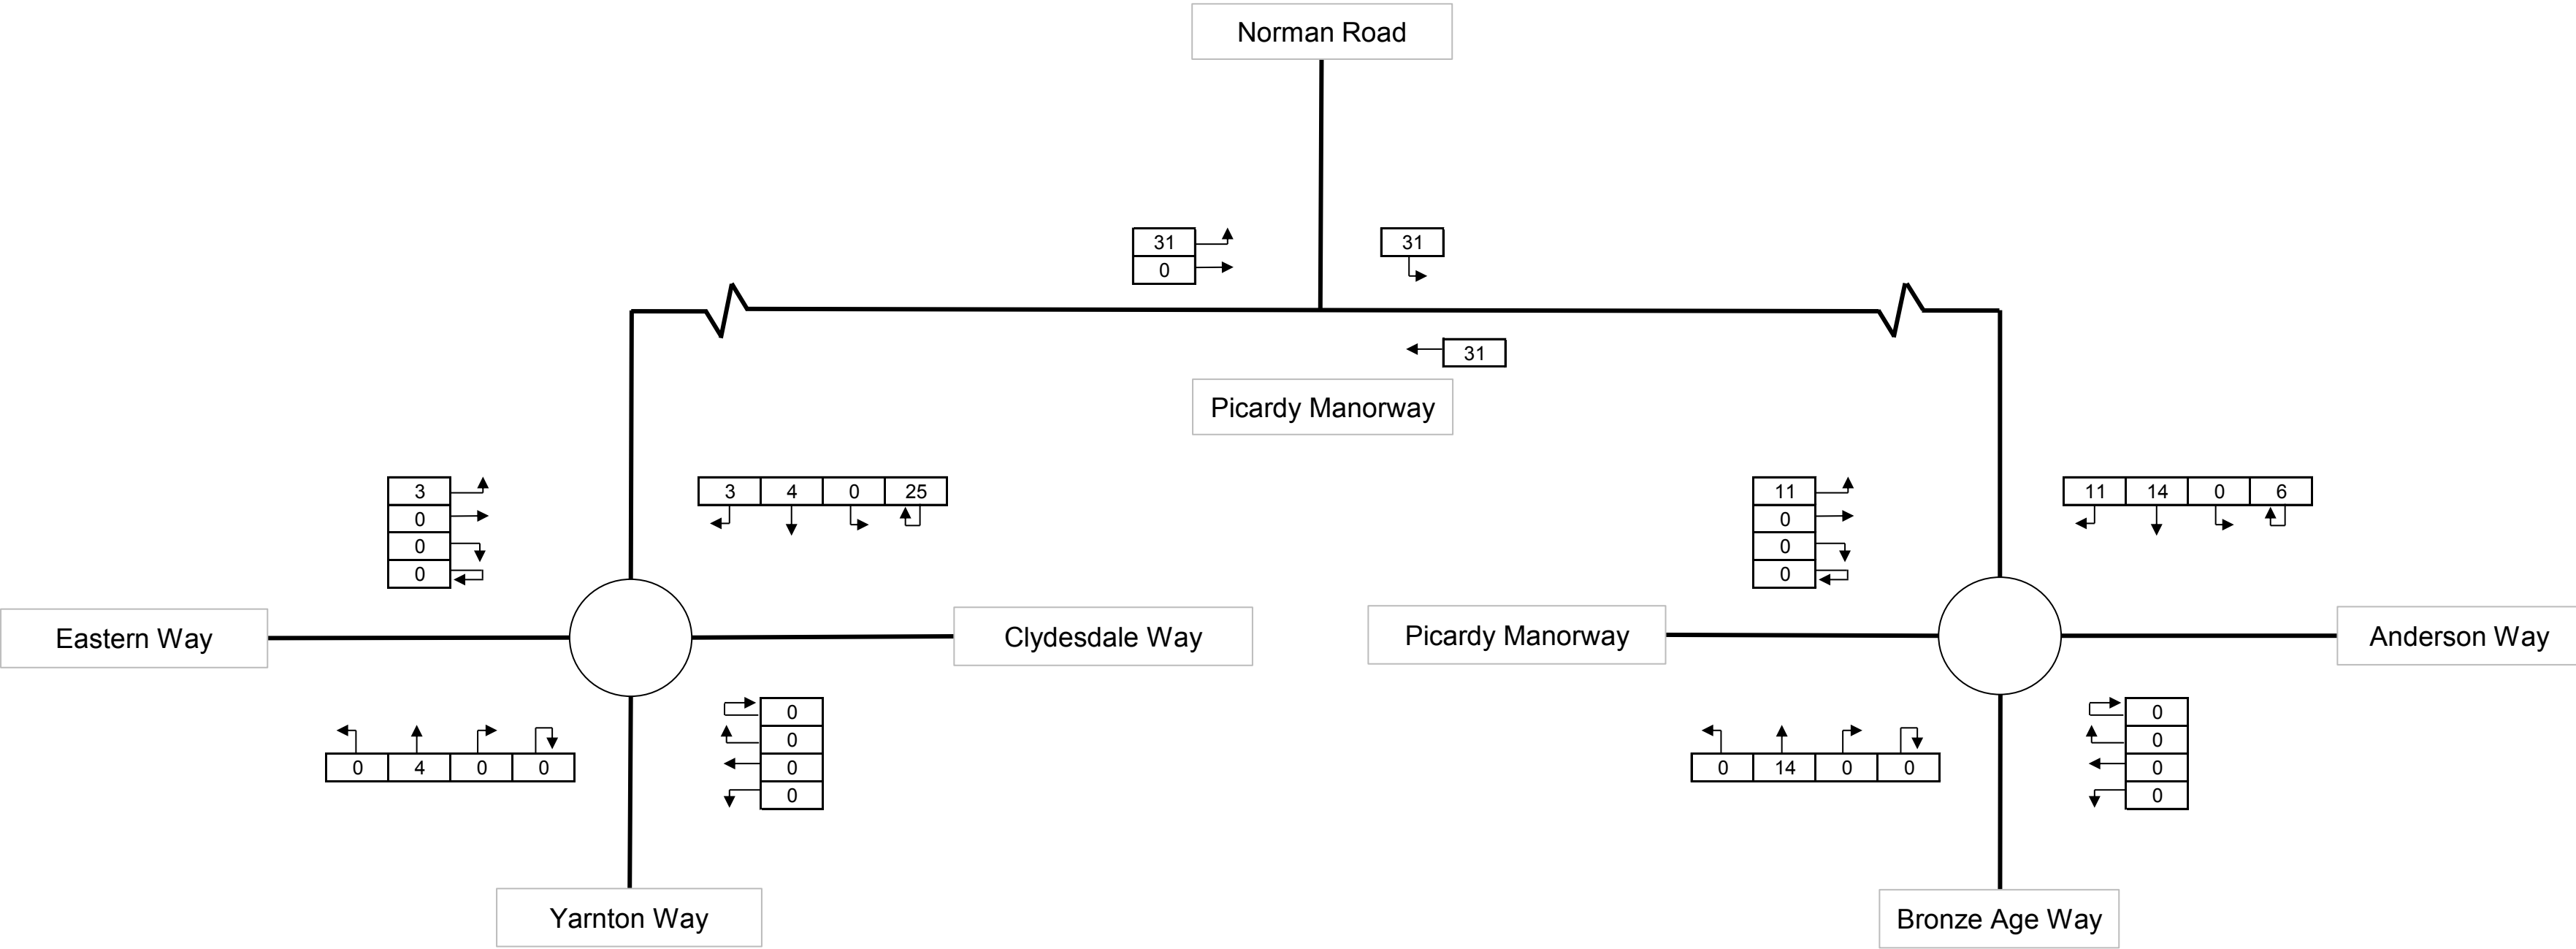 Norman Road
31
0
31
31
Picardy Manorway
3
0
0
0
3 4 0 25
11
0
0
0
11 14 0 6
Eastern Way
Clydesdale Way
Picardy Manorway
Anderson Way
0 4 0 0
0
0
0
0
0 14 0 0
0
0
0
0
Yarnton Way
Bronze Age Way